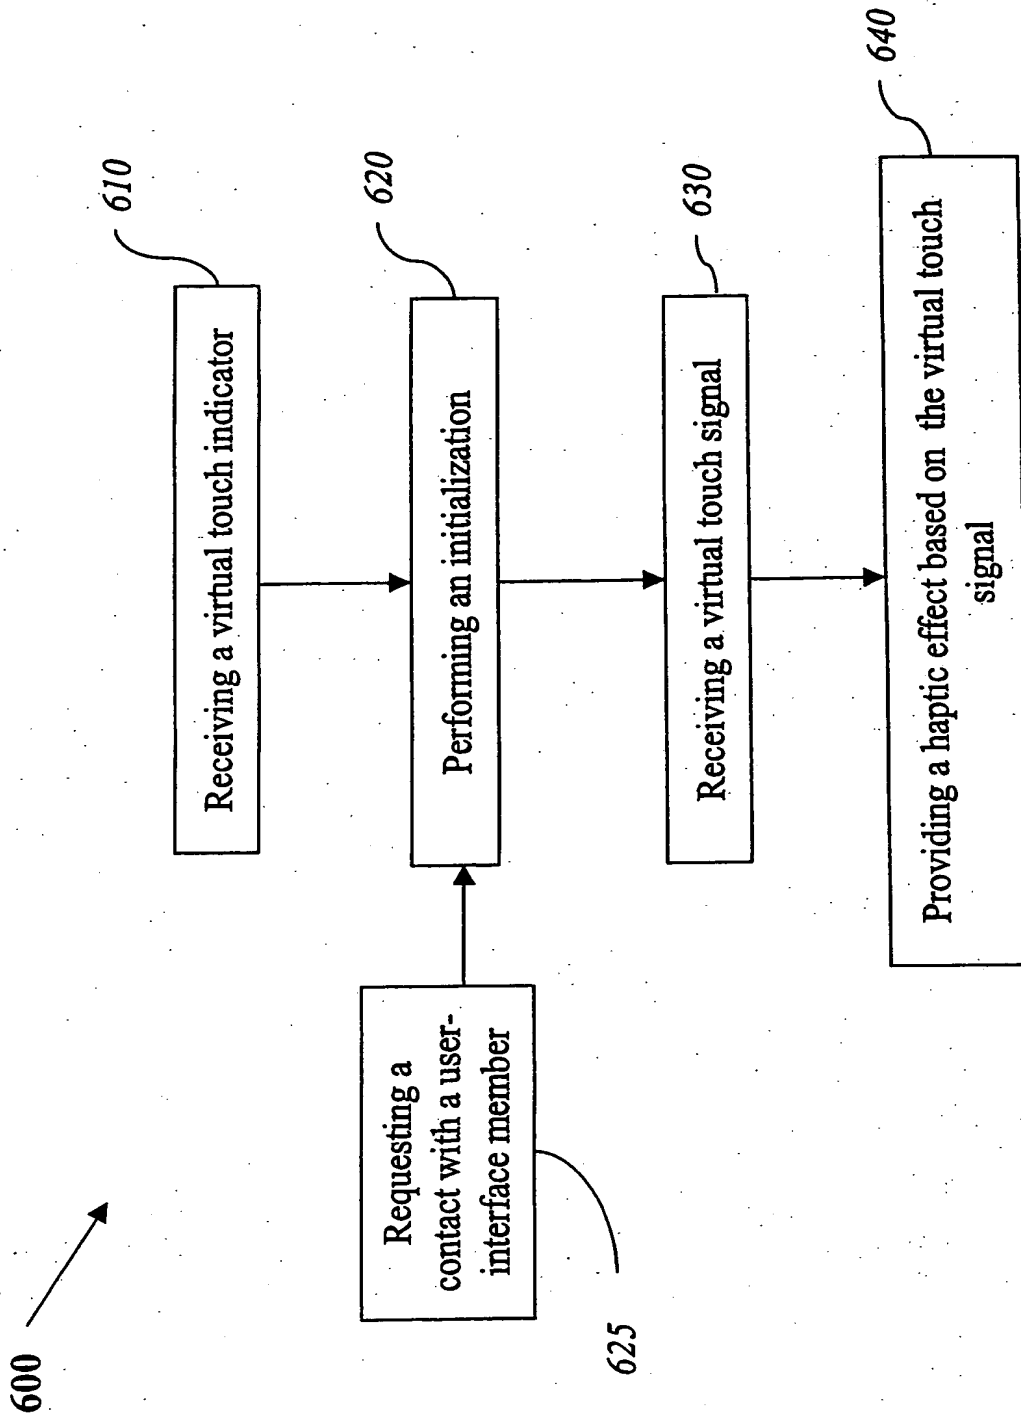 600
610
Receiving a virtual touch indicator
620
Performing an initialization
Requesting a
contact with a user-
interface member
625
630
Receiving a virtual touch signal
640
Providing a haptic effect based on the virtual touch
signal